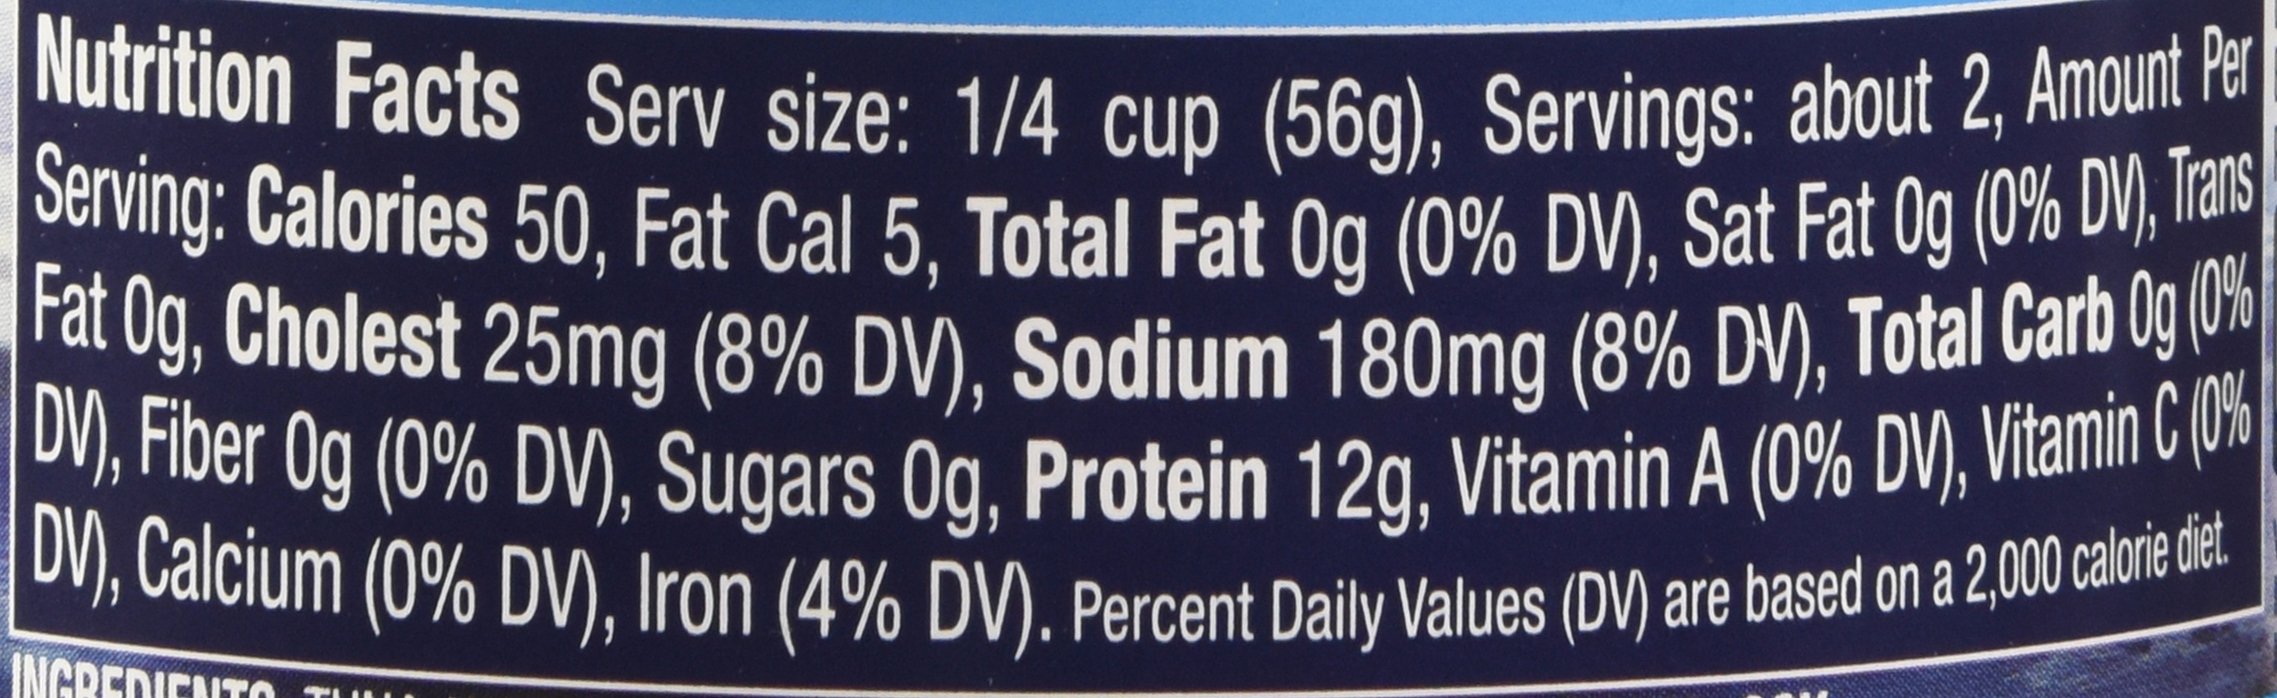 Nutrition Facts Serv size: 1/4 cup (56g), Servings: about 2, Amount Per
Serving: Calories 50, Fat Cal 5, Total Fat 0g (0% DV), Sat Fat 0g (0% DV), Trans
Fat 0g, Cholest 25mg (8% DV), Sodium 180mg (8% DV), Total Carb 0g (0%
DV), Fiber 0g (0% DV), Sugars 0g, Protein 12g, Vitamin A (0% DV), Vitamin C (0%
DV), Calcium (0% DV), Iron (4% DV). Percent Daily Values (DV) are based on a 2,000 calorie diet.
INGREDIENTS